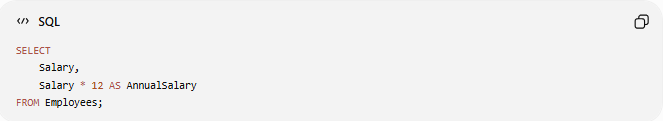 </> SQL
SELECT
    Salary,
    Salary * 12 AS AnnualSalary
FROM Employees;